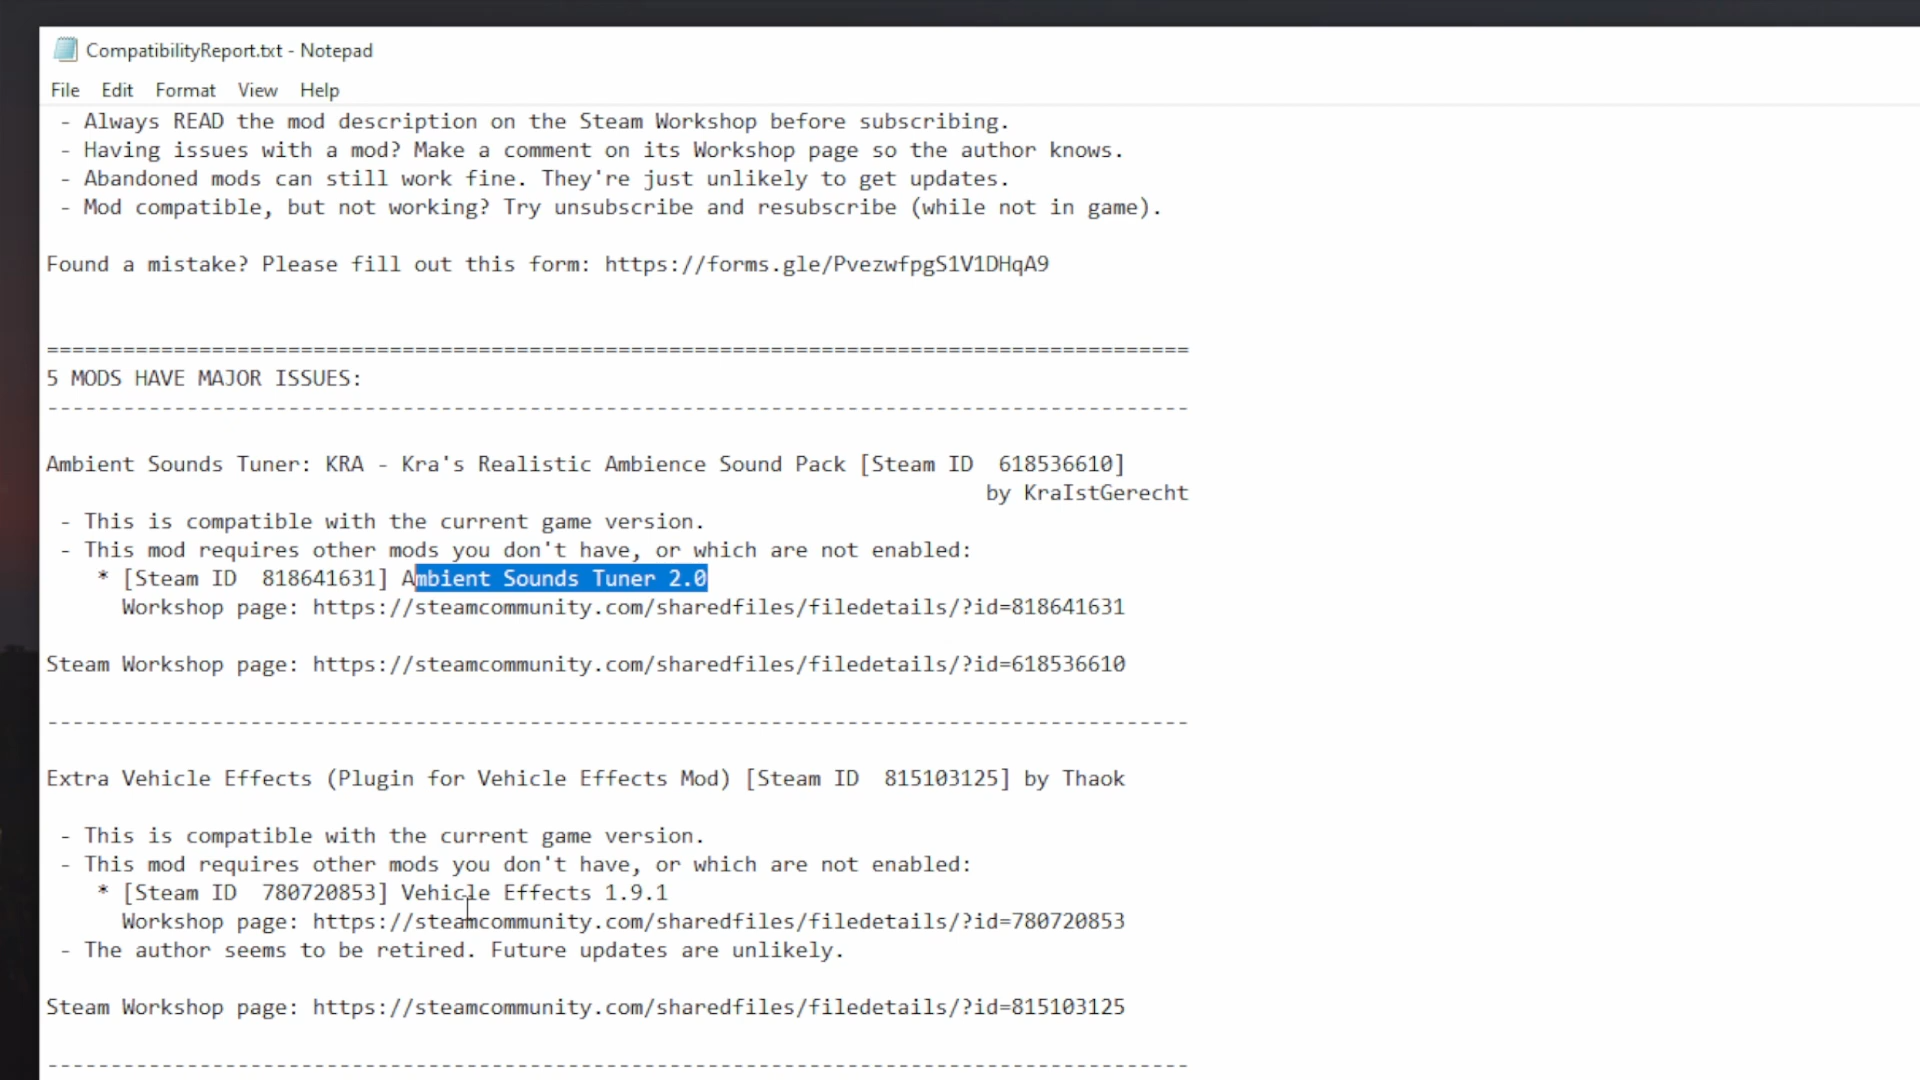 CompatibilityReport.txt - Notepad
File Edit Format View Help
- Always READ the mod description on the Steam Workshop before subscribing.
- Having issues with a mod? Make a comment on its Workshop page so the author knows.
- Abandoned mods can still work fine. They're just unlikely to get updates.
- Mod compatible, but not working? Try unsubscribe and resubscribe (while not in game).
Found a mistake? Please fill out this form: https://forms.gle/PvezwfpgS1V1DHqA9
==========================================================================================
5 MODS HAVE MAJOR ISSUES:
------------------------------------------------------------------------------------------
Ambient Sounds Tuner: KRA - Kra's Realistic Ambience Sound Pack [Steam ID  618536610]
by KraIstGerecht
- This is compatible with the current game version.
- This mod requires other mods you don't have, or which are not enabled:
* [Steam ID  818641631] Ambient Sounds Tuner 2.0
Workshop page: https://steamcommunity.com/sharedfiles/filedetails/?id=818641631
Steam Workshop page: https://steamcommunity.com/sharedfiles/filedetails/?id=618536610
------------------------------------------------------------------------------------------
Extra Vehicle Effects (Plugin for Vehicle Effects Mod) [Steam ID  815103125] by Thaok
- This is compatible with the current game version.
- This mod requires other mods you don't have, or which are not enabled:
* [Steam ID  780720853] Vehicle Effects 1.9.1
Workshop page: https://steamcommunity.com/sharedfiles/filedetails/?id=780720853
- The author seems to be retired. Future updates are unlikely.
Steam Workshop page: https://steamcommunity.com/sharedfiles/filedetails/?id=815103125
------------------------------------------------------------------------------------------